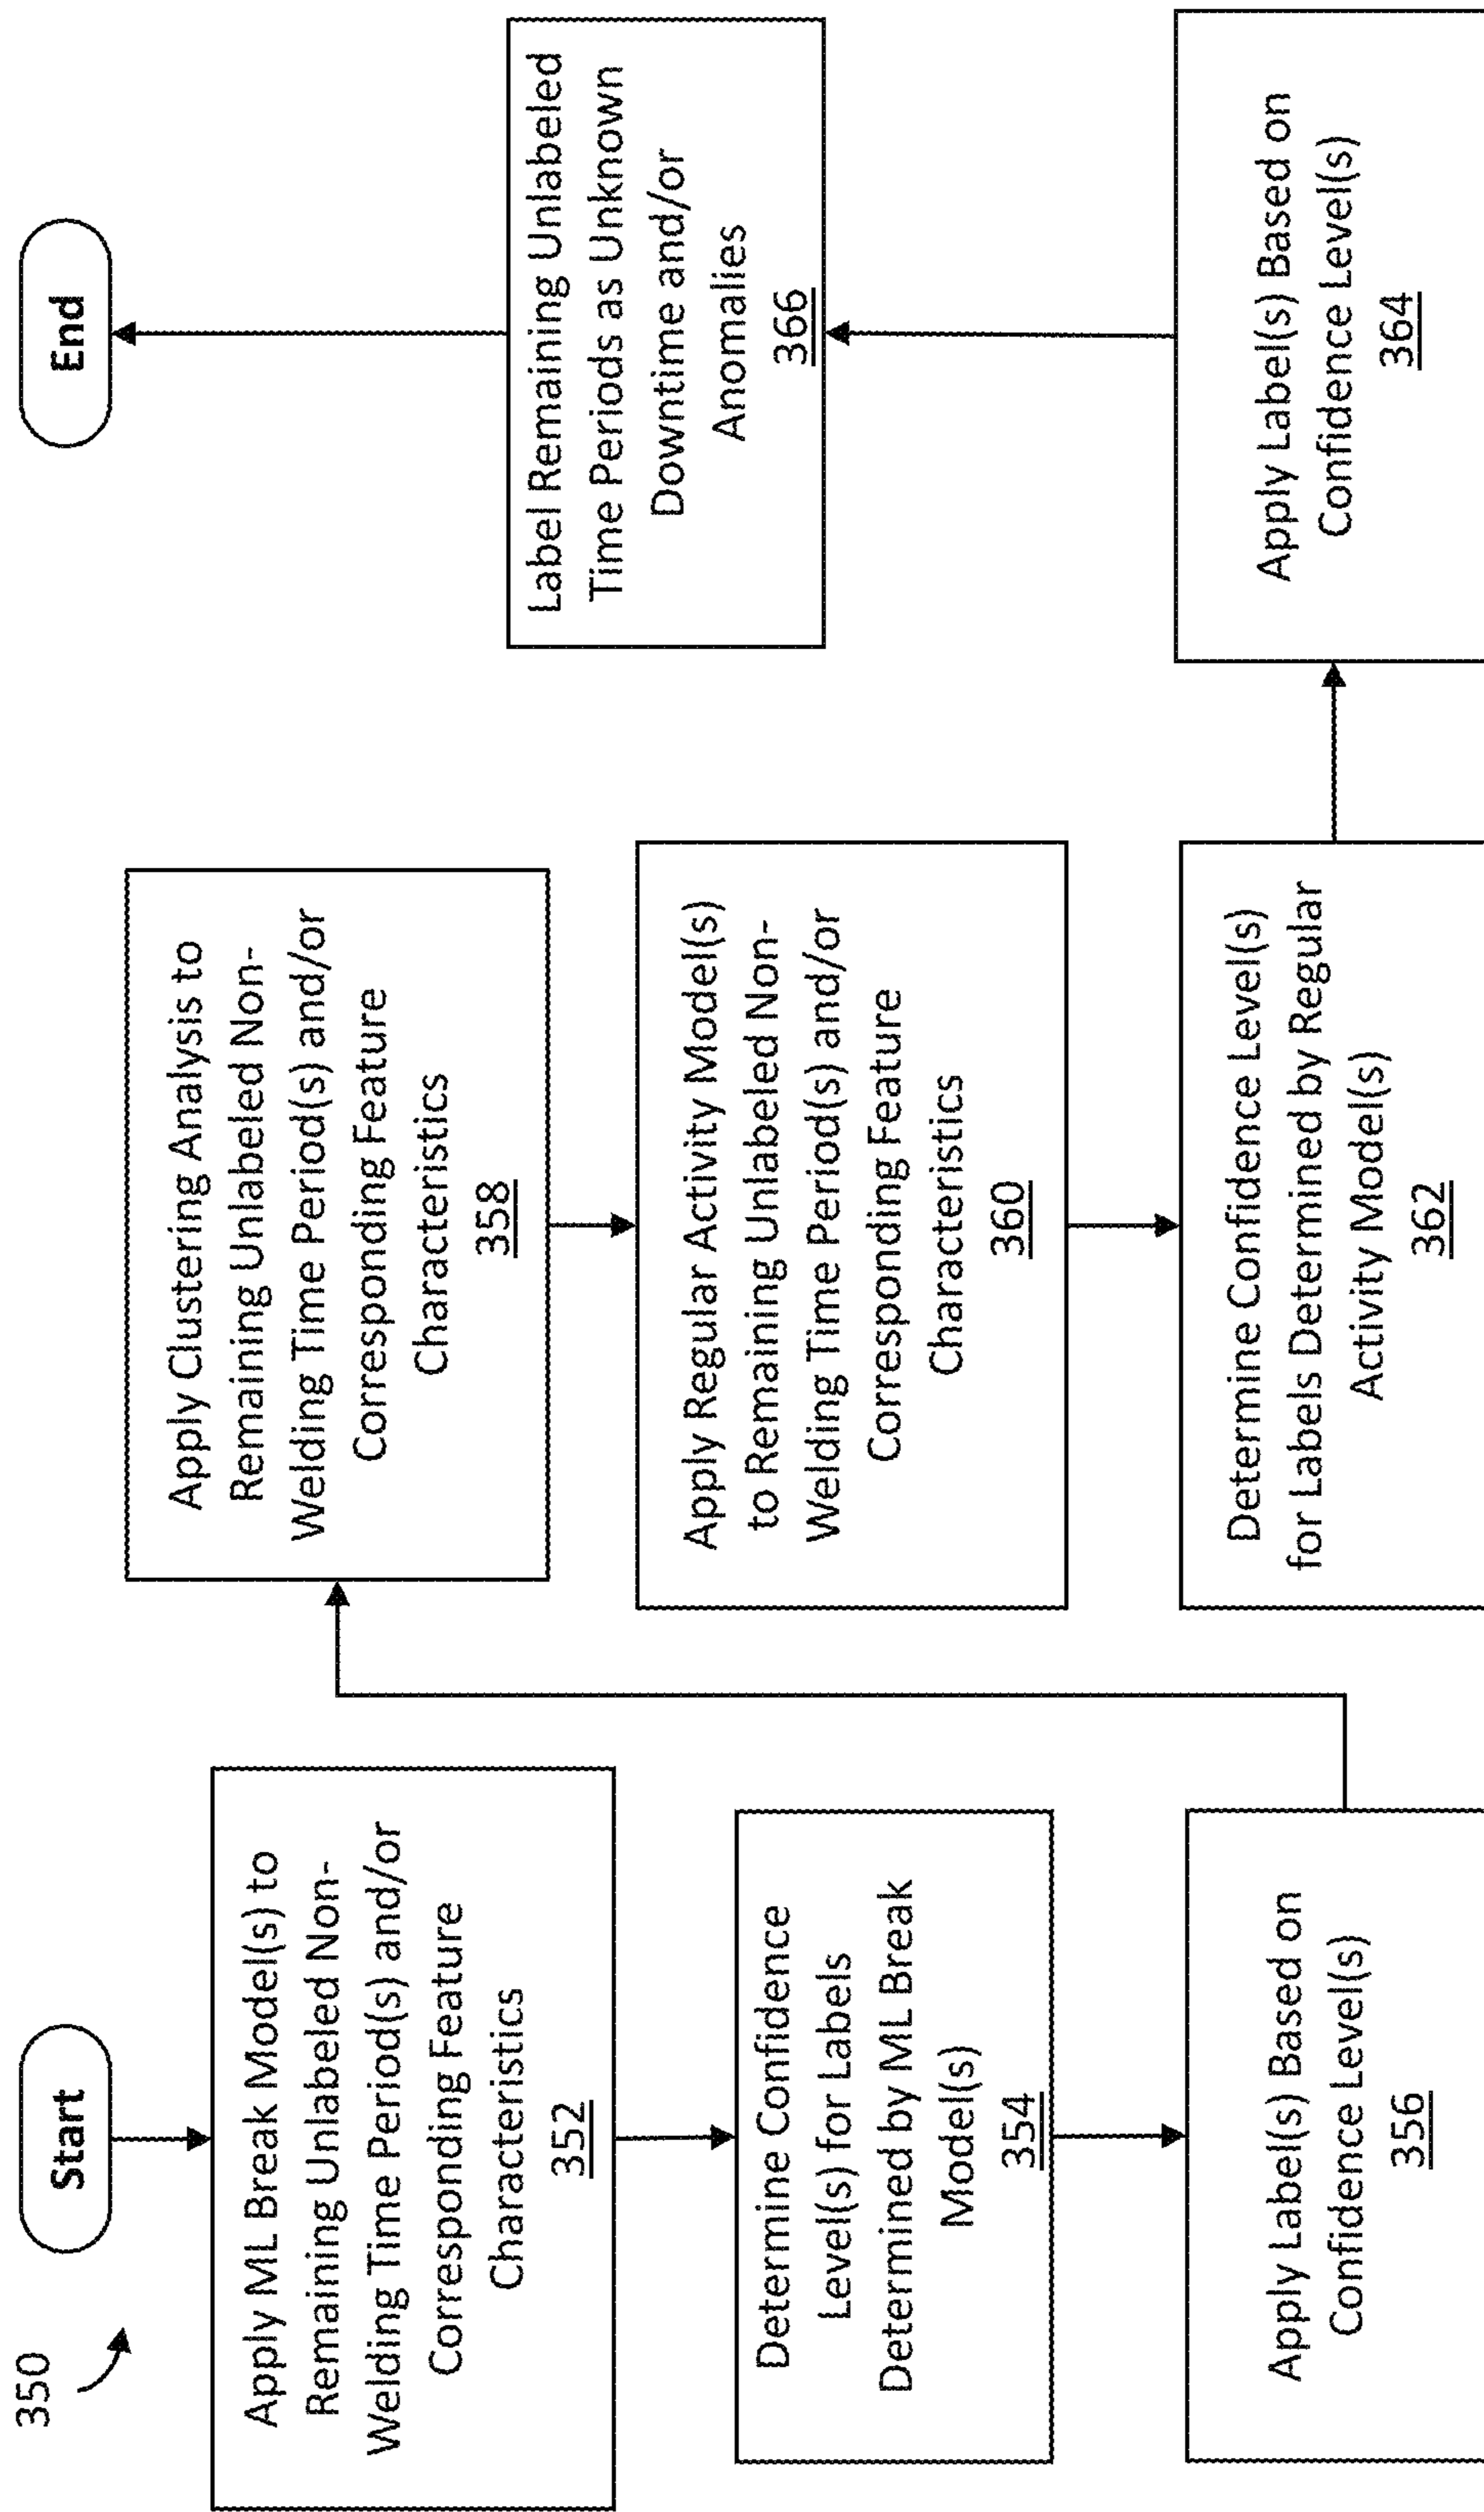 350
Start
Apply ML Break Model(s) to
Remaining Unlabeled Non-
Welding Time Period(s) and/or
Corresponding Feature
Characteristics
352
Determine Confidence
Level(s) for Labels
Determined by ML Break
Model(s)
354
Apply Label(s) Based on
Confidence Level(s)
356
Apply Clustering Analysis to
Remaining Unlabeled Non-
Welding Time Period(s) and/or
Corresponding Feature
Characteristics
358
Apply Regular Activity Model(s)
to Remaining Unlabeled Non-
Welding Time Period(s) and/or
Corresponding Feature
Characteristics
360
Determine Confidence Level(s)
for Labels Determined by Regular
Activity Model(s)
362
Apply Label(s) Based on
Confidence Level(s)
364
Label Remaining Unlabeled
Time Periods as Unknown
Downtime and/or
Anomalies
366
End